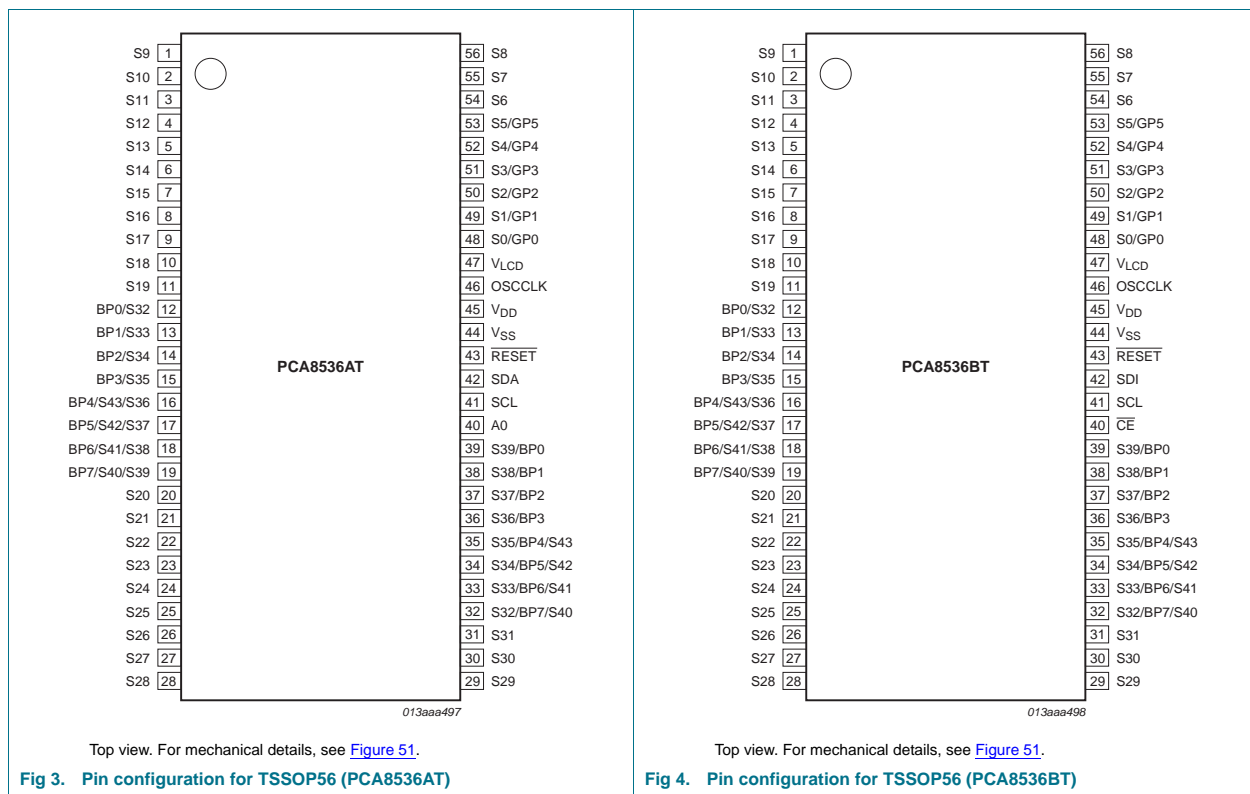 S9 1
S10 2
S11 3
S12 4
S13 5
S14 6
S15 7
S16 8
S17 9
S18 10
S19 11
BP0/S32 12
BP1/S33 13
BP2/S34 14
BP3/S35 15
BP4/S43/S36 16
BP5/S42/S37 17
BP6/S41/S38 18
BP7/S40/S39 19
S20 20
S21 21
S22 22
S23 23
S24 24
S25 25
S26 26
S27 27
S28 28
PCA8536AT
56 S8
55 S7
54 S6
53 S5/GP5
52 S4/GP4
51 S3/GP3
50 S2/GP2
49 S1/GP1
48 S0/GP0
47 VLCD
46 OSCCLK
45 VDD
44 VSS
43 RESET
42 SDA
41 SCL
40 A0
39 S39/BP0
38 S38/BP1
37 S37/BP2
36 S36/BP3
35 S35/BP4/S43
34 S34/BP5/S42
33 S33/BP6/S41
32 S32/BP7/S40
31 S31
30 S30
29 S29
013aaa497
Top view. For mechanical details, see Figure 51.
Fig 3. Pin configuration for TSSOP56 (PCA8536AT)
S9 1
S10 2
S11 3
S12 4
S13 5
S14 6
S15 7
S16 8
S17 9
S18 10
S19 11
BP0/S32 12
BP1/S33 13
BP2/S34 14
BP3/S35 15
BP4/S43/S36 16
BP5/S42/S37 17
BP6/S41/S38 18
BP7/S40/S39 19
S20 20
S21 21
S22 22
S23 23
S24 24
S25 25
S26 26
S27 27
S28 28
PCA8536BT
56 S8
55 S7
54 S6
53 S5/GP5
52 S4/GP4
51 S3/GP3
50 S2/GP2
49 S1/GP1
48 S0/GP0
47 VLCD
46 OSCCLK
45 VDD
44 VSS
43 RESET
42 SDI
41 SCL
40 CE
39 S39/BP0
38 S38/BP1
37 S37/BP2
36 S36/BP3
35 S35/BP4/S43
34 S34/BP5/S42
33 S33/BP6/S41
32 S32/BP7/S40
31 S31
30 S30
29 S29
013aaa498
Top view. For mechanical details, see Figure 51.
Fig 4. Pin configuration for TSSOP56 (PCA8536BT)